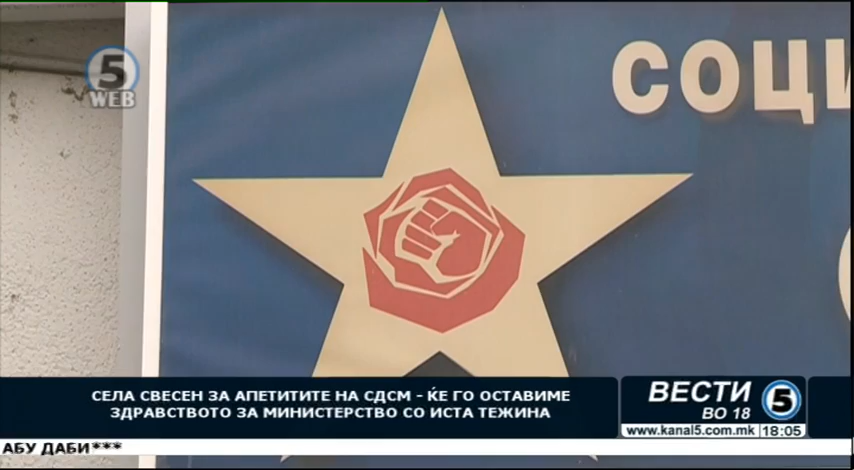 5
WEB
СОЦИ
СЕЛА СВЕСЕН ЗА АПЕТИТИТЕ НА СДСМ - ЌЕ ГО ОСТАВИМЕ
ЗДРАВСТВОТО ЗА МИНИСТЕРСТВО СО ИСТА ТЕЖИНА
ВЕСТИ 5
ВО 18
www.kanal5.com.mk 18:05
АБУ ДАБИ***